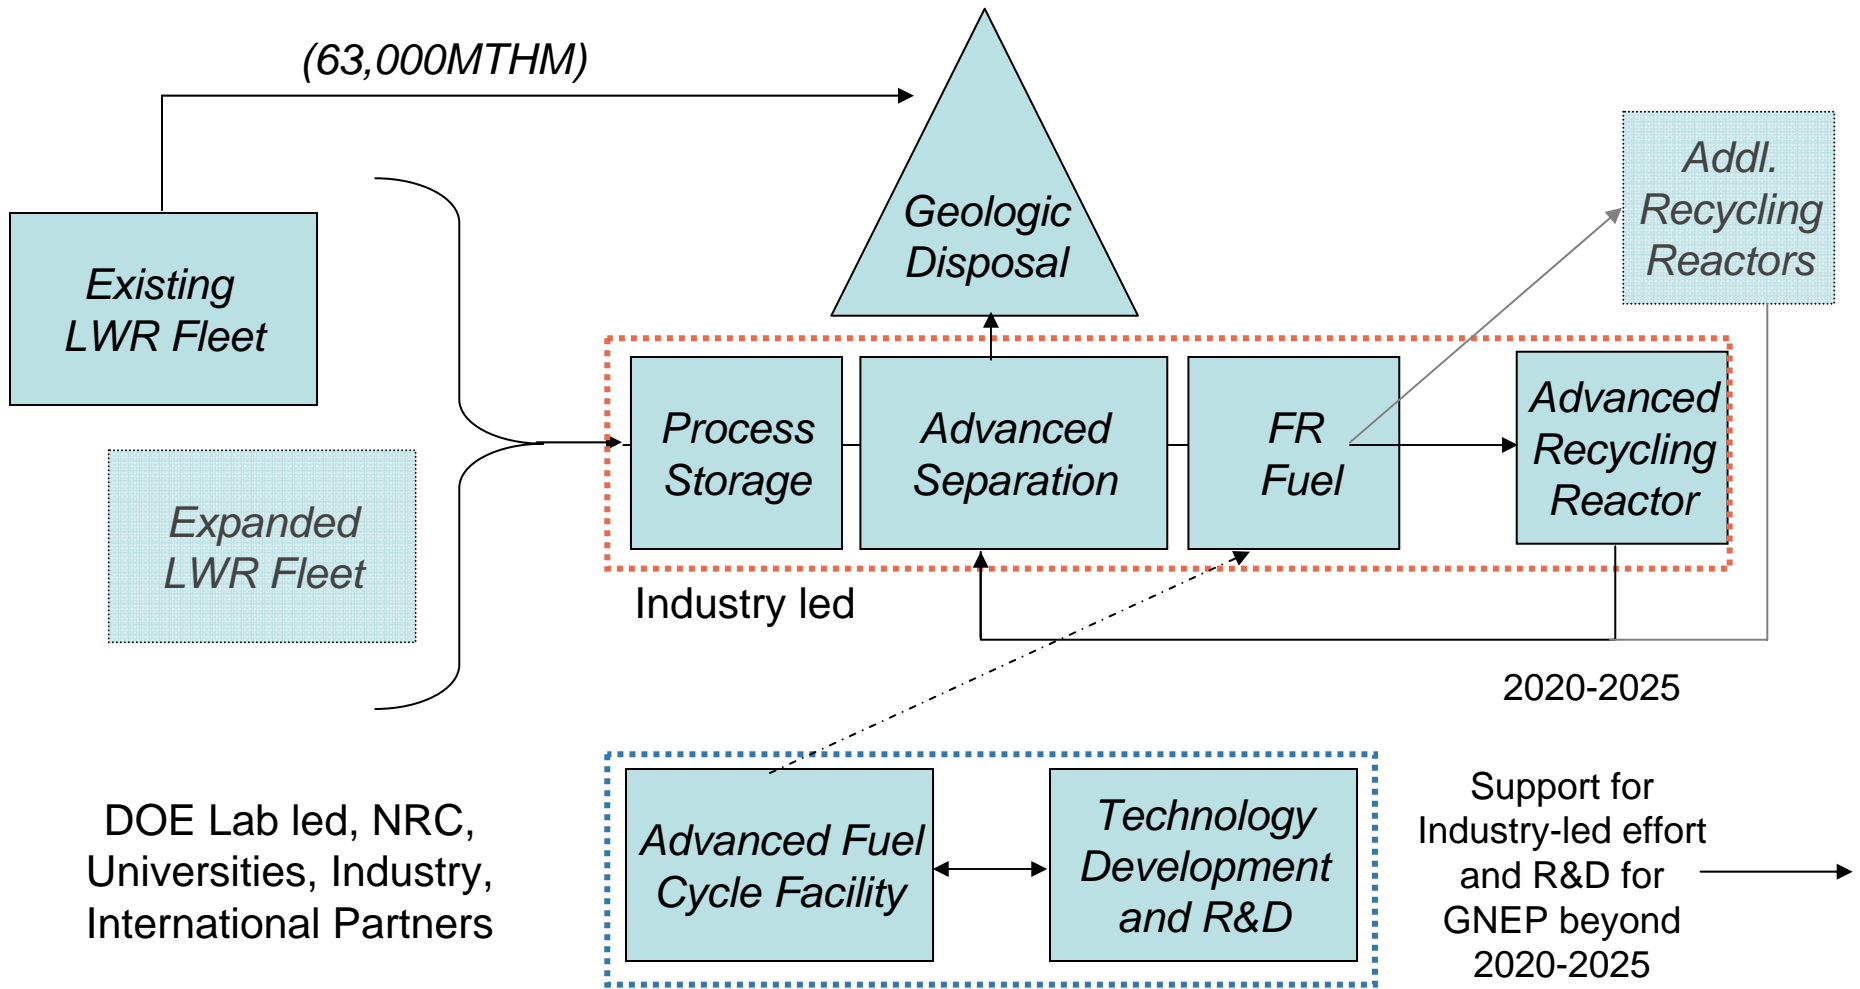 (63,000MTHM)
Geologic
Disposal
Addl.
Recycling
Reactors
Existing
LWR Fleet
Expanded
LWR Fleet
Process
Storage
Advanced
Separation
FR
Fuel
Advanced
Recycling
Reactor
Industry led
2020-2025
DOE Lab led, NRC,
Universities, Industry,
International Partners
Advanced Fuel
Cycle Facility
Technology
Development
and R&D
Support for
Industry-led effort
and R&D for
GNEP beyond
2020-2025